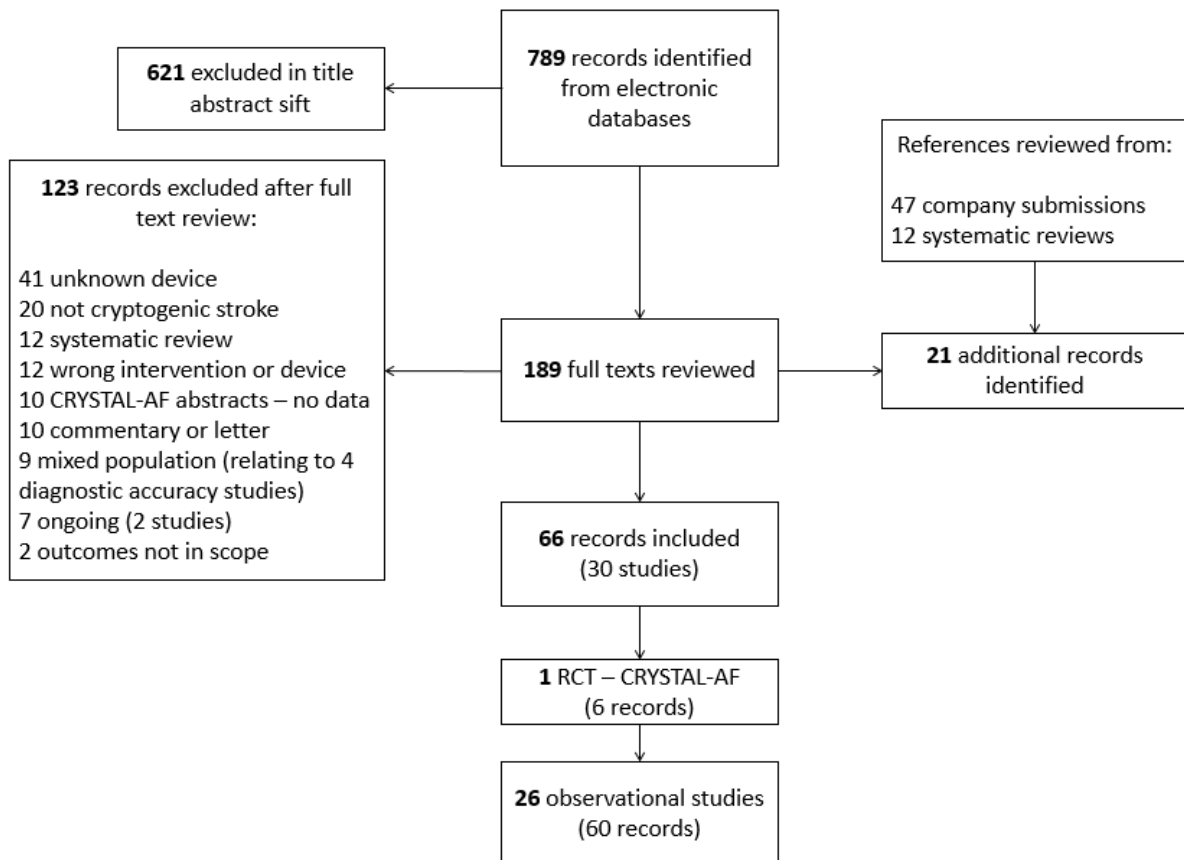 789 records identified
from electronic
databases
621 excluded in title
abstract sift
References reviewed from:
47 company submissions
12 systematic reviews
123 records excluded after full
text review:
41 unknown device
20 not cryptogenic stroke
12 systematic review
12 wrong intervention or device
10 CRYSTAL-AF abstracts – no data
10 commentary or letter
9 mixed population (relating to 4
diagnostic accuracy studies)
7 ongoing (2 studies)
2 outcomes not in scope
189 full texts reviewed
21 additional records
identified
66 records included
(30 studies)
1 RCT – CRYSTAL-AF
(6 records)
26 observational studies
(60 records)